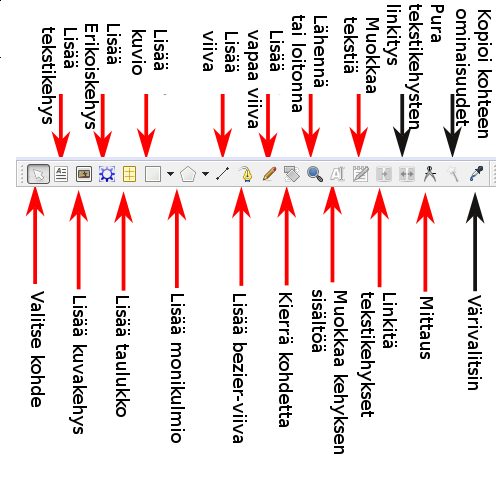 Lisää
tekstikehys
Lisää
Erikoiskehys
Lisää
kuvio
Lisää
viiva
Lisää
vapaa viiva
Lähennä
tai loitonna
Muokkaa
tekstiä
Pura
tekstikehysten
linkitys
Kopioi kohteen
ominaisuudet
Valitse kohde
Lisää kuvakehys
Lisää taulukko
Lisää monikulmio
Lisää bezier-viiva
Kierrä kohdetta
Muokkaa kehyksen
sisältöä
Linkitä
tekstikehykset
Mittaus
Värivalitsin